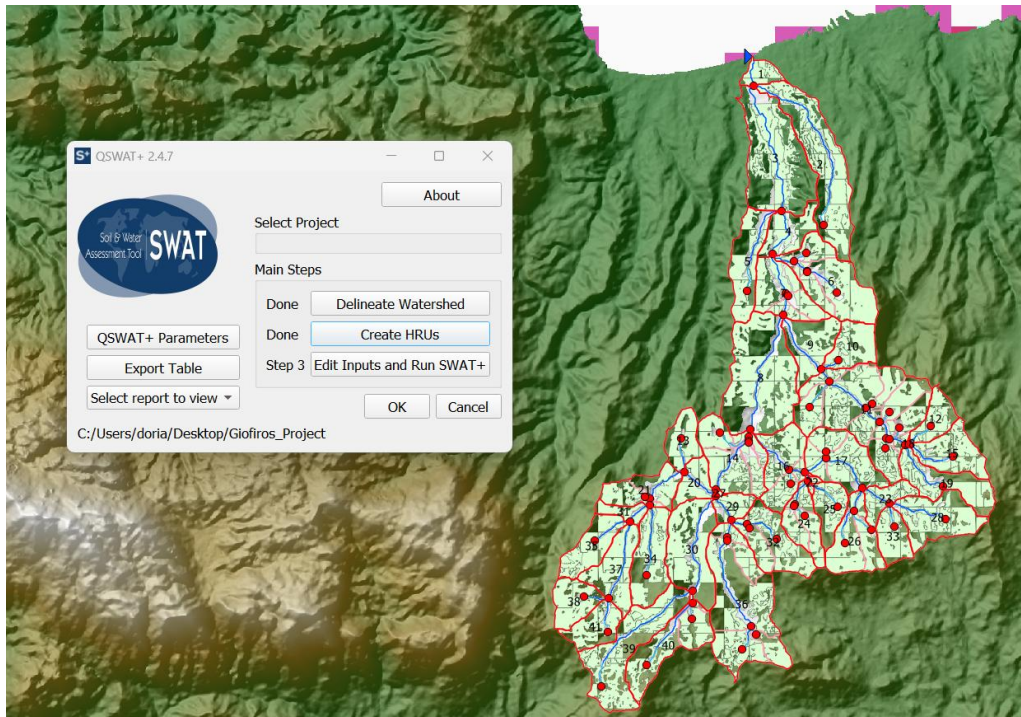 QSWAT+ 2.4.7
About
Soil & Water
Assessment Tool
SWAT
Select Project
Main Steps
Done Delineate Watershed
Done Create HRUs
Step 3 Edit Inputs and Run SWAT+
QSWAT+ Parameters
Export Table
Select report to view
OK Cancel
C:/Users/doria/Desktop/Giofiros_Project
1
2
3
4
5
6
9
10
8
12
14
17
20
19
22
21
23
31
29
25
28
24
33
26
35
34
30
37
38
36
41
39
40